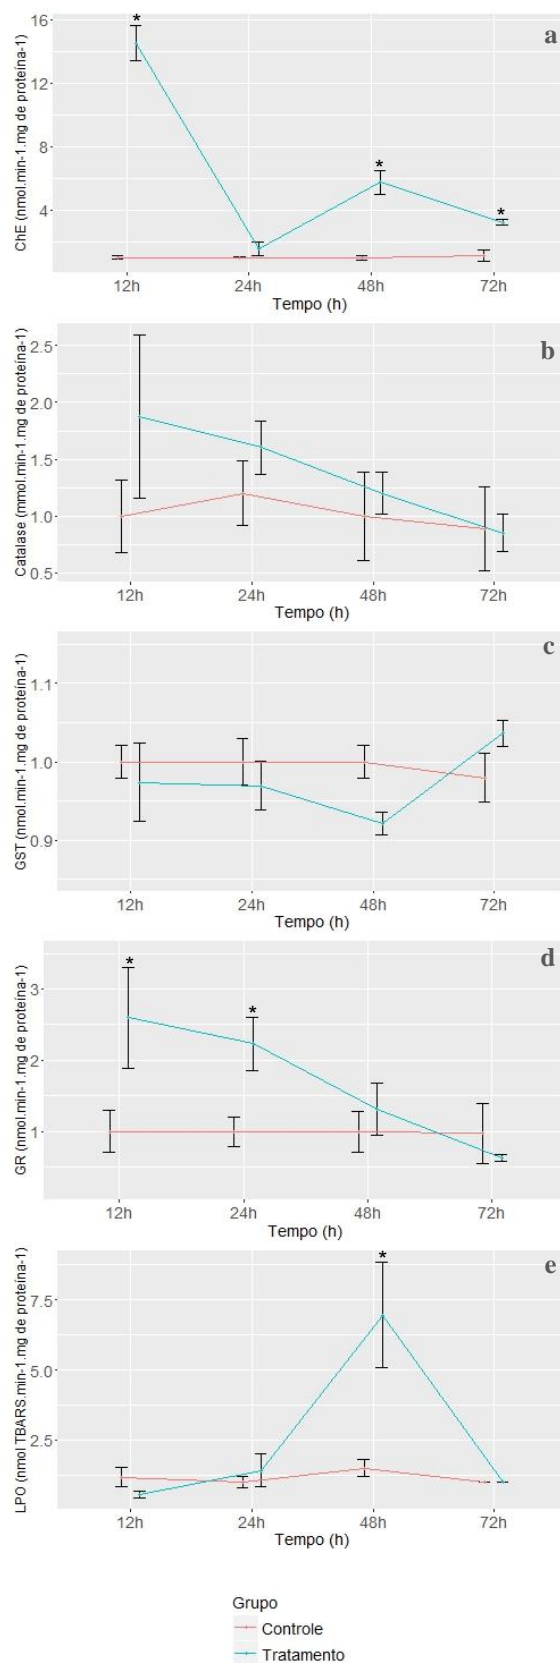 a
ChE (nmol.min-1.mg de proteína-1)
16
*
12
8
*
4
*
12h 24h 48h 72h
Tempo (h)
b
Catalase (mmol.min-1.mg de proteína-1)
2.5
2.0
1.5
1.0
0.5
12h 24h 48h 72h
Tempo (h)
c
GST (nmol.min-1.mg de proteína-1)
1.1
1.0
0.9
12h 24h 48h 72h
Tempo (h)
d
GR (nmol.min-1.mg de proteína-1)
* *
3
2
1
12h 24h 48h 72h
Tempo (h)
e
LPO (nmol TBARS.min-1.mg de proteína-1)
*
7.5
5.0
2.5
12h 24h 48h 72h
Tempo (h)
Grupo
Controle
Tratamento